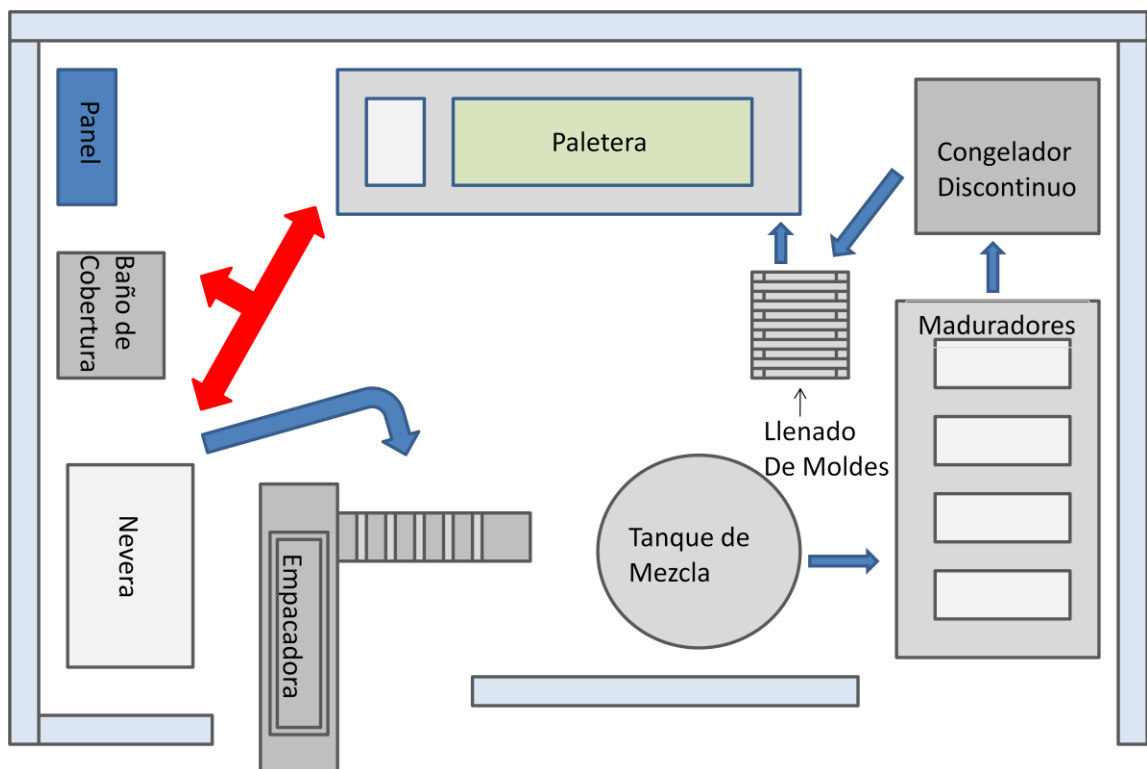 Panel
Paletera
Congelador
Discontinuo
Baño de
Cobertura
Maduradores
Llenado
De Moldes
Nevera
Empacadora
Tanque de
Mezcla